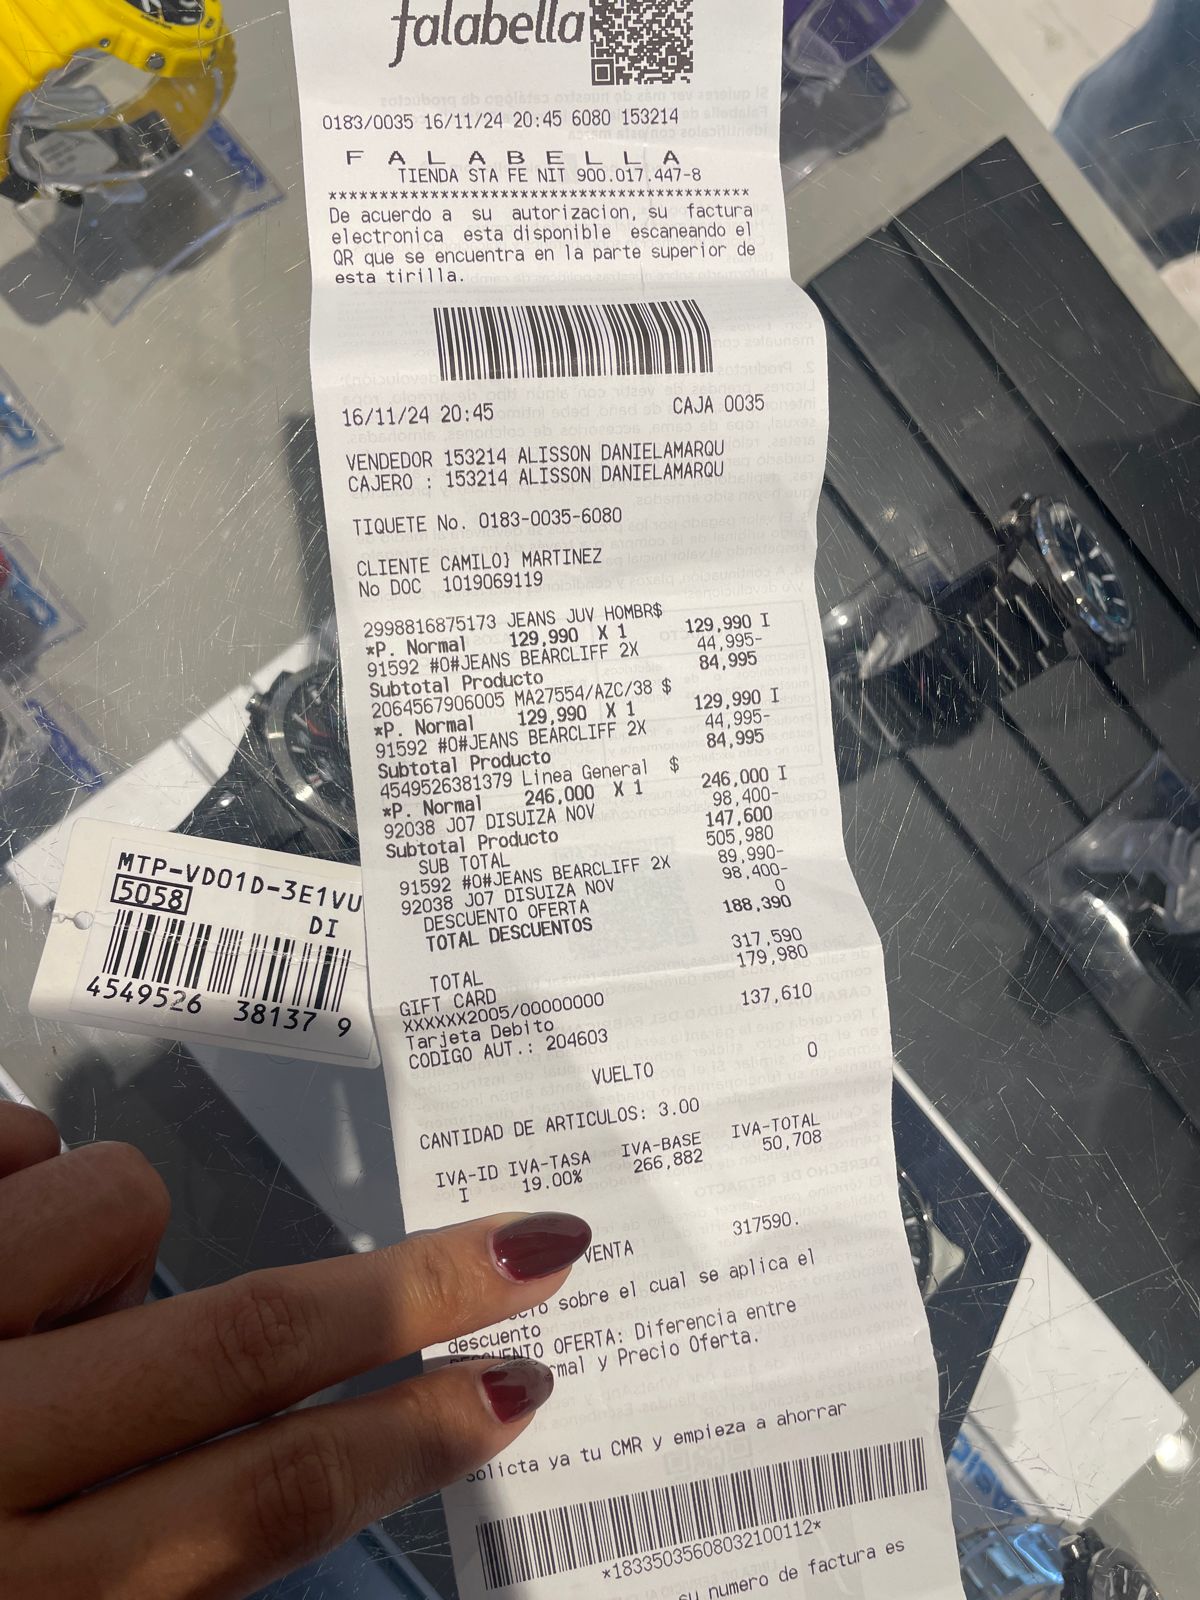 falabella
0183/0035 16/11/24 20:45 6080 153214
F A L A B E L L A
TIENDA STA FE NIT 900.017.447-8
*****************************************
De acuerdo a su autorizacion, su factura
electronica esta disponible escaneando el
QR que se encuentra en la parte superior de
esta tirilla.
16/11/24 20:45 CAJA 0035
VENDEDOR 153214 ALISSON DANIELAMARQU
CAJERO : 153214 ALISSON DANIELAMARQU
TIQUETE No. 0183-0035-6080
CLIENTE CAMILO} MARTINEZ
No DOC 1019069119
2998816875173 JEANS JUV HOMBR$
*P. Normal 129,990 X 1 129,990 I
91592 #O#JEANS BEARCLIFF 2X 44,995-
Subtotal Producto 84,995
2064567906005 MA27554/AZC/38 $
*P. Normal 129,990 X 1 129,990 I
91592 #O#JEANS BEARCLIFF 2X 44,995-
Subtotal Producto 84,995
4549526381379 Linea General $
*P. Normal 246,000 X 1 246,000 I
92038 J07 DISUIZA NOV 98,400-
Subtotal Producto 147,600
SUB TOTAL 505,980
91592 #O#JEANS BEARCLIFF 2X 89,990-
92038 J07 DISUIZA NOV 98,400-
DESCUENTO OFERTA 0
TOTAL DESCUENTOS 188,390
TOTAL 317,590
GIFT CARD 179,980
XXXXXX2005/00000000
Tarjeta Debito 137,610
CODIGO AUT.: 204603
VUELTO 0
CANTIDAD DE ARTICULOS: 3.00
IVA-ID IVA-TASA IVA-BASE IVA-TOTAL
I 19.00% 266,882 50,708
VENTA 317590.
sobre el cual se aplica el
descuento
OFERTA: Diferencia entre
y Precio Oferta.
Solicta ya tu CMR y empieza a ahorrar
*18335035608032100112*
su numero de factura es
MTP-VD01D-3E1VU
5058 DI
4549526 38137 9